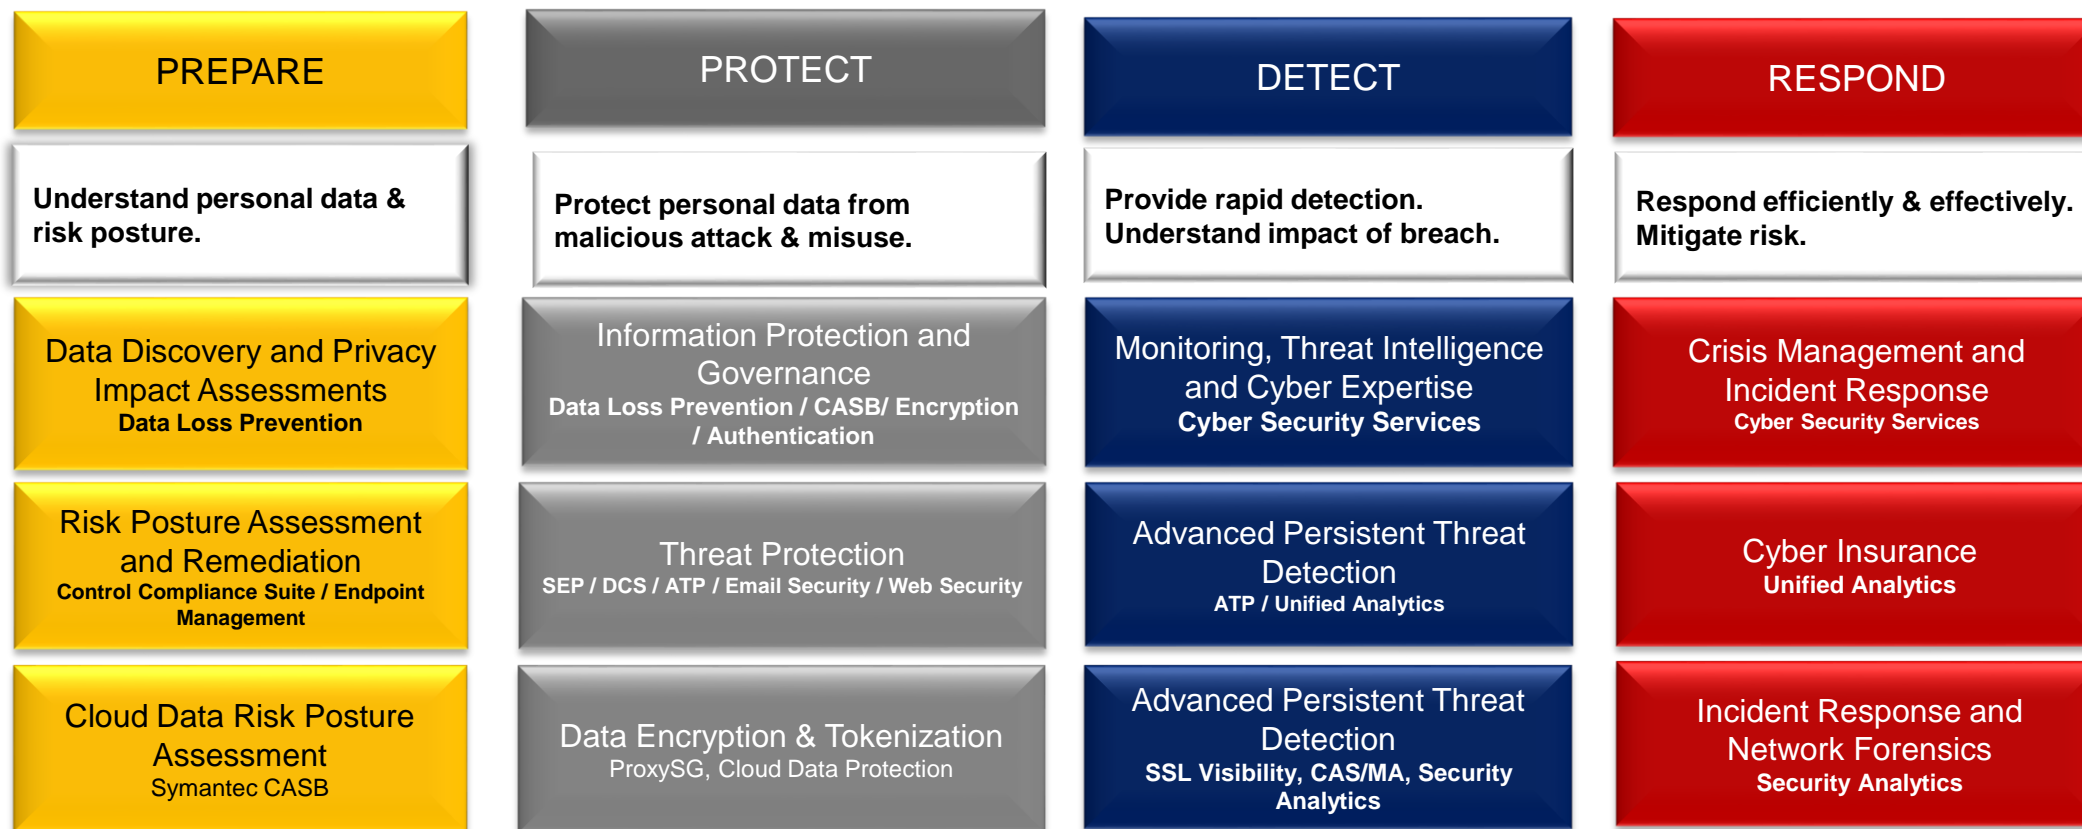 PREPARE
PROTECT
DETECT
RESPOND
Understand personal data &
risk posture.
Protect personal data from
malicious attack & misuse.
Provide rapid detection.
Understand impact of breach.
Respond efficiently & effectively.
Mitigate risk.
Data Discovery and Privacy
Impact Assessments
Data Loss Prevention
Information Protection and
Governance
Data Loss Prevention / CASB/ Encryption
/ Authentication
Monitoring, Threat Intelligence
and Cyber Expertise
Cyber Security Services
Crisis Management and
Incident Response
Cyber Security Services
Risk Posture Assessment
and Remediation
Control Compliance Suite / Endpoint
Management
Threat Protection
SEP / DCS / ATP / Email Security / Web Security
Advanced Persistent Threat
Detection
ATP / Unified Analytics
Cyber Insurance
Unified Analytics
Cloud Data Risk Posture
Assessment
Symantec CASB
Data Encryption & Tokenization
ProxySG, Cloud Data Protection
Advanced Persistent Threat
Detection
SSL Visibility, CAS/MA, Security
Analytics
Incident Response and
Network Forensics
Security Analytics